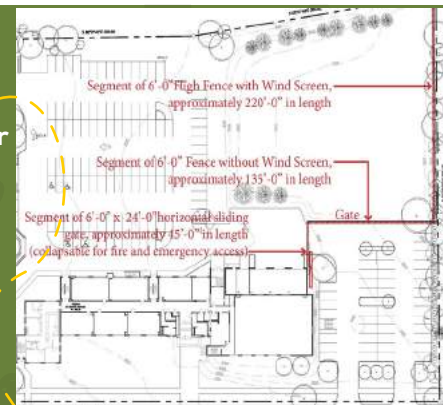 Segment of 6'-0" High Fence with Wind Screen,
approximately 220'-0" in length
Segment of 6'-0" Fence without Wind Screen,
approximately 135'-0" in length
Gate
Segment of 6'-0" x 24'-0" horizonal sliding
gate, approximately 45'-0" in length
(collapsable for fire and emergency access)
r